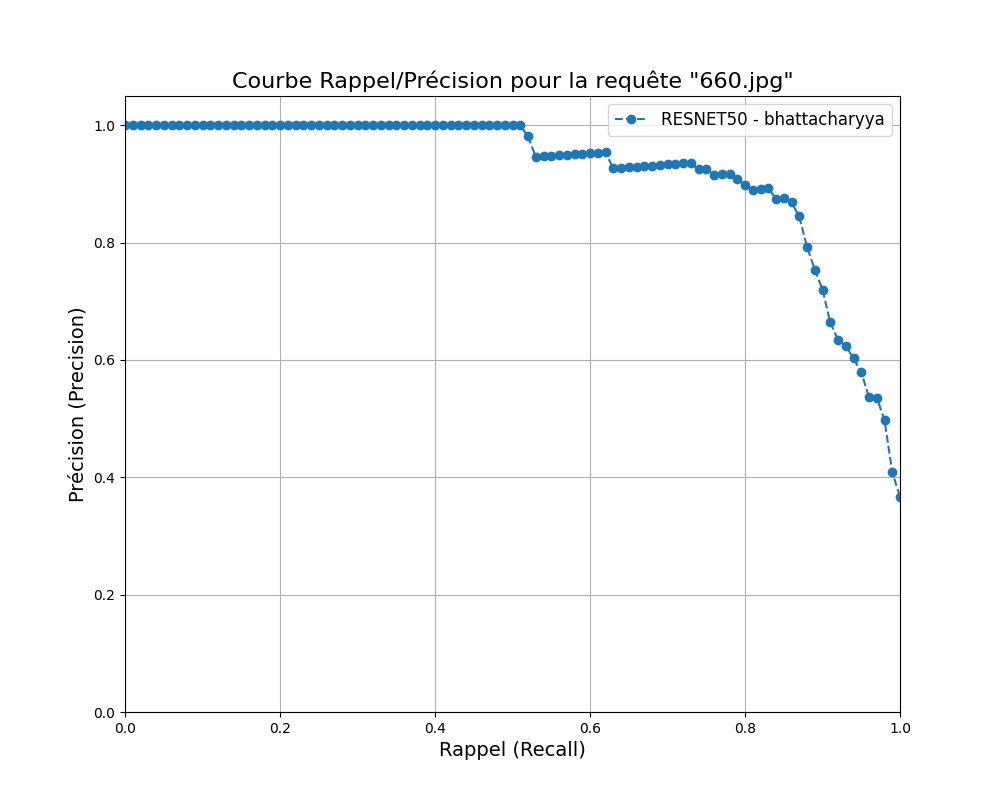 Courbe Rappel/Précision pour la requête "660.jpg"
RESNET50 - bhattacharyya
Précision (Precision)
1.0
0.8
0.6
0.4
0.2
0.0
0.0 0.2 0.4 0.6 0.8 1.0
Rappel (Recall)